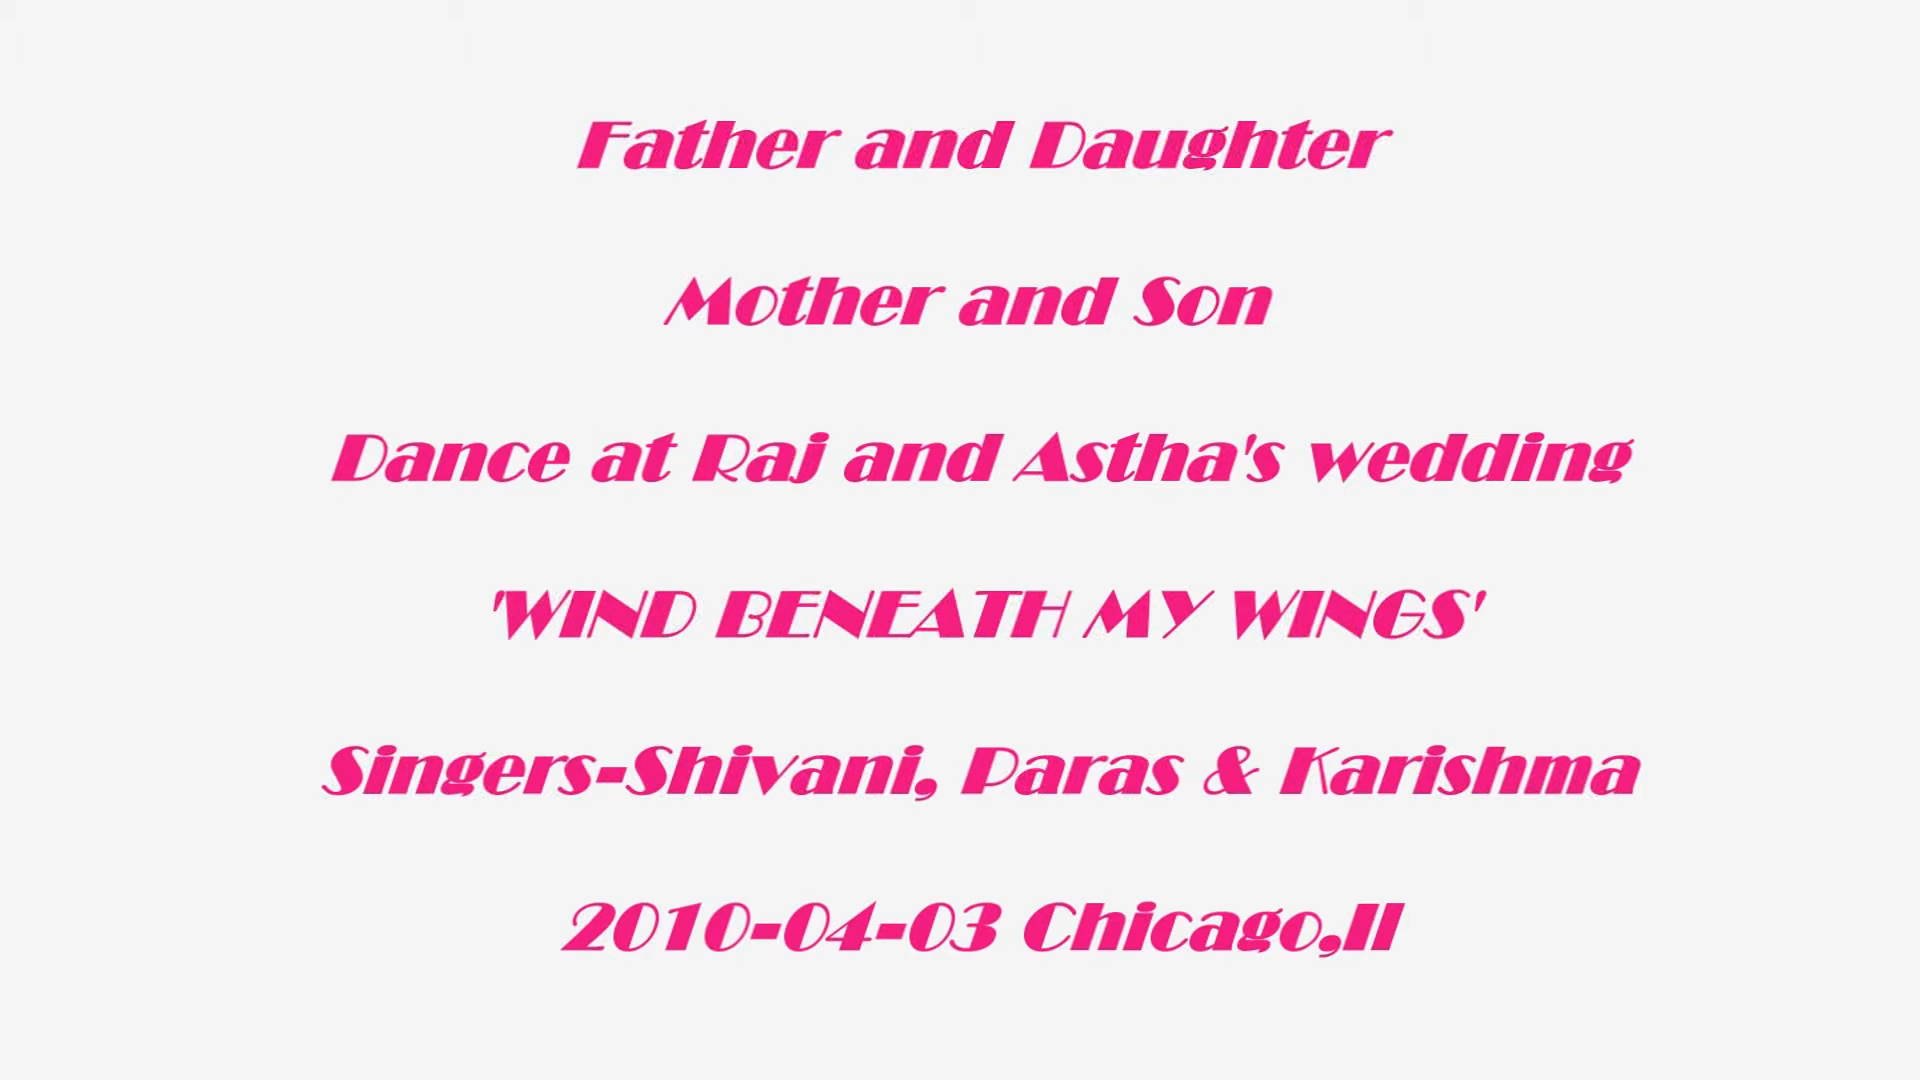 Father and Daughter
Mother and Son
Dance at Raj and Astha's wedding
'WIND BENEATH MY WINGS'
Singers-Shivani, Paras & Karishma
2010-04-03 Chicago,Il